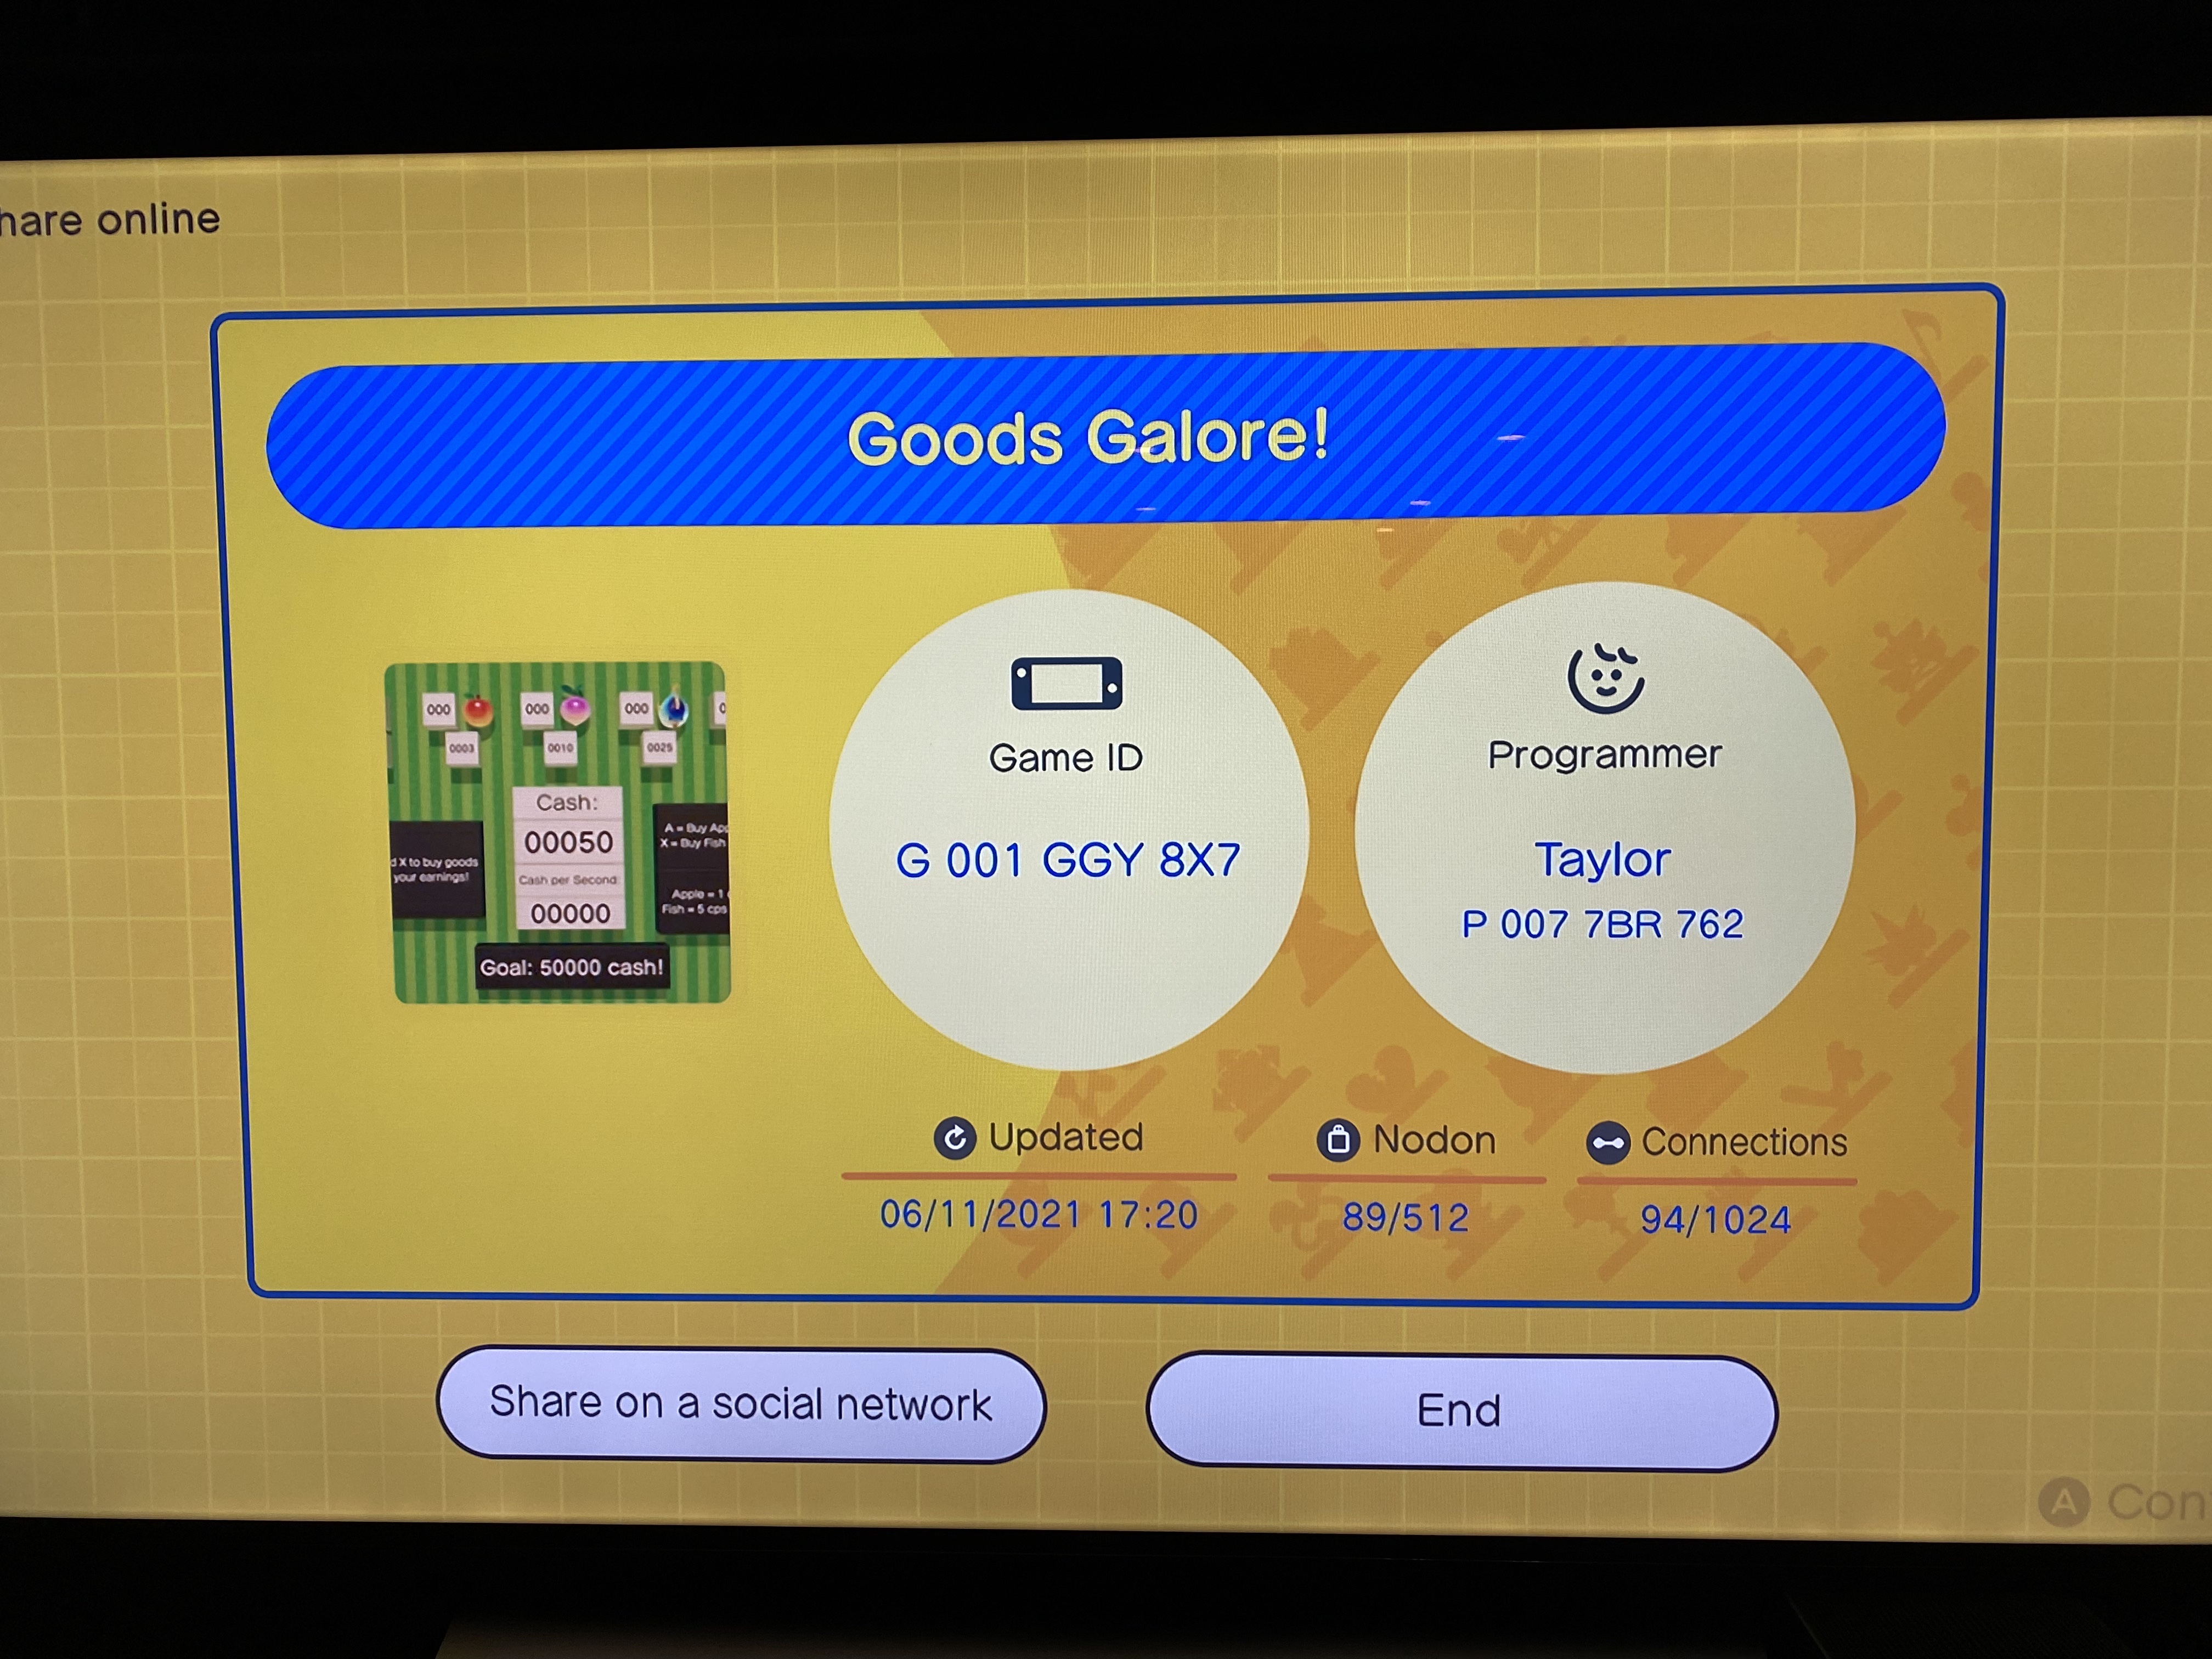 hare online
Goods Galore!
000
000
000
0003
0010
0025
Cash:
00050
Cash per Second:
00000
d X to buy goods
your earnings!
A = Buy App
X = Buy Fish
Apple = 1
Fish = 5 cps
Goal: 50000 cash!
Game ID
G 001 GGY 8X7
Programmer
Taylor
P 007 7BR 762
Updated
06/11/2021 17:20
Nodon
89/512
Connections
94/1024
Share on a social network
End
A Con